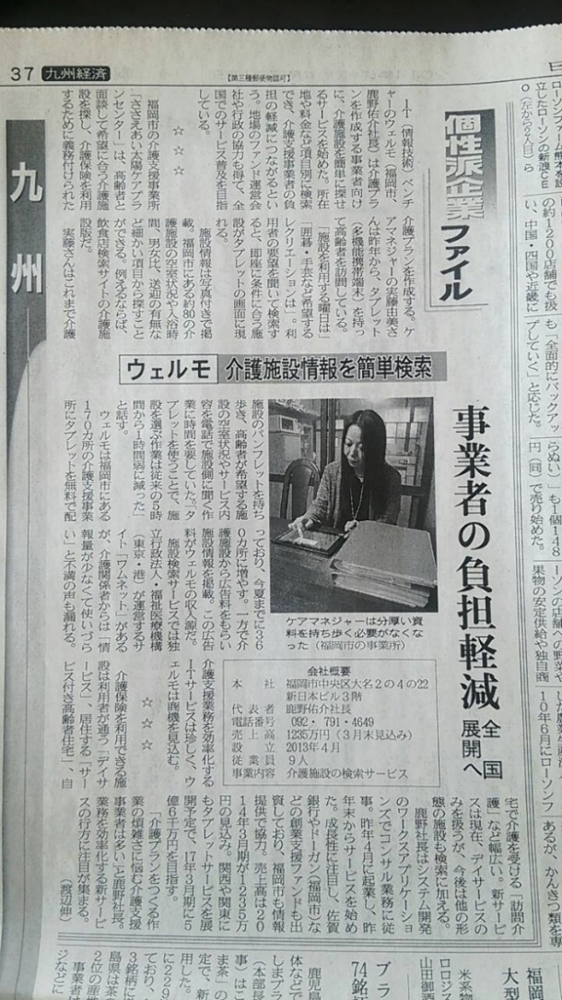 37 九州経済
【第三種郵便物認可】
九州
個性派企業ファイル
ウェルモ 介護施設情報を簡単検索
事業者の負担軽減
全国展開へ
IT(情報技術)ベンチ
ャーのウェルモ(福岡市、
鹿野佑介社長)は介護プラ
ンを作成する事業者向け
に、介護施設を簡単に探せ
るサービスを始めた。所在
地や料金など項目別に検索
でき、介護支援事業者の負
担の軽減につながるとい
う。地場のファンド運営会
社や行政の協力も得て、全
国でのサービス普及を目指
している。
☆ ☆ ☆
福岡市の介護支援事業所
「ささえあい太陽ケアプラ
ンセンター」は、高齢者と
面談して希望に合う介護施
設を探し、介護保険を利用
するために義務付けられた
介護プランを作成する。ケ
アマネジャーの実藤由美さ
んは昨年から、タブレット
(多機能携帯端末)を持っ
て高齢者を訪問している。
「施設を利用する曜日は」
「囲碁・手芸など希望する
レクリエーションは」。利
用者の要望を聞いて検索す
ると、即座に条件に合う施
設がタブレットの画面に現
れる。
施設情報は写真付きで掲
載。福岡市にある約80の介
護施設の空室状況や入浴時
間、男女比、送迎の有無な
ど細かい項目から探すこと
ができる。例えるならば、
飲食店検索サイトの介護施
設版だ。
実藤さんはこれまで介護
施設のパンフレットを持ち
歩き、高齢者が希望する施
設の空室状況やサービス内
容を電話で施設側に聞く作
業に時間を要していた。「タ
ブレットを使うことで、施
設を選ぶ作業は従来の5時
間から1時間弱に減った」
と話す。
ウェルモは福岡市にある
170カ所の介護支援事業
所にタブレットを無料で配
っており、今夏までに36
0カ所に増やす。一方で介
護施設から広告料をもらい
施設情報を掲載。この広告
料がウェルモの収入源だ。
施設検索サービスでは独
立行政法人・福祉医療機構
(東京・港)が運営するサ
イト「ワムネット」がある
が、介護関係者からは「情
報量が少なくて使いづら
い」と不満の声も漏れる。
介護支援業務を効率化する
ITサービスは珍しく、ウ
ェルモは商機を見込む。
☆ ☆ ☆
介護保険を利用できる施
設は利用者が通う「デイサ
ービス」、居住する「サー
ビス付き高齢者住宅」、自
宅で介護を受ける「訪問介
護」など幅広い。新サービ
スは現在、デイサービスの
みを扱うが、今後は他の形
態の施設も検索に加える。
鹿野社長はシステム開発
のワークスアプリケーショ
ンズでコンサル業務に従
事。昨年4月に起業し、昨
年末からサービスを始め
た。成長性に注目し、佐賀
銀行やドーガン(福岡市)な
どの創業支援ファンドも出
資しており、福岡市も情報
提供で協力。売上高は20
14年3月期が1235万
円の見込み。関西や関東に
もタブレットサービスを展
開予定で、17年3月期に5
億6千万円を目指す。
「介護プランをつくる作
業の煩雑さに悩む介護支援
事業者は多い」と鹿野社長。
業務を効率化する新サービ
スの行方に注目が集まる。
(渡辺伸)
ケアマネジャーは分厚い資
料を持ち歩く必要がなくな
った(福岡市の事業所)
会社概要
本社 福岡市中央区大名2の4の22
新日本ビル3階
代表者 鹿野佑介社長
電話番号 092・791・4649
売上高 1235万円(3月末見込み)
設立 2013年4月
従業員 9人
事業内容 介護施設の検索サービス